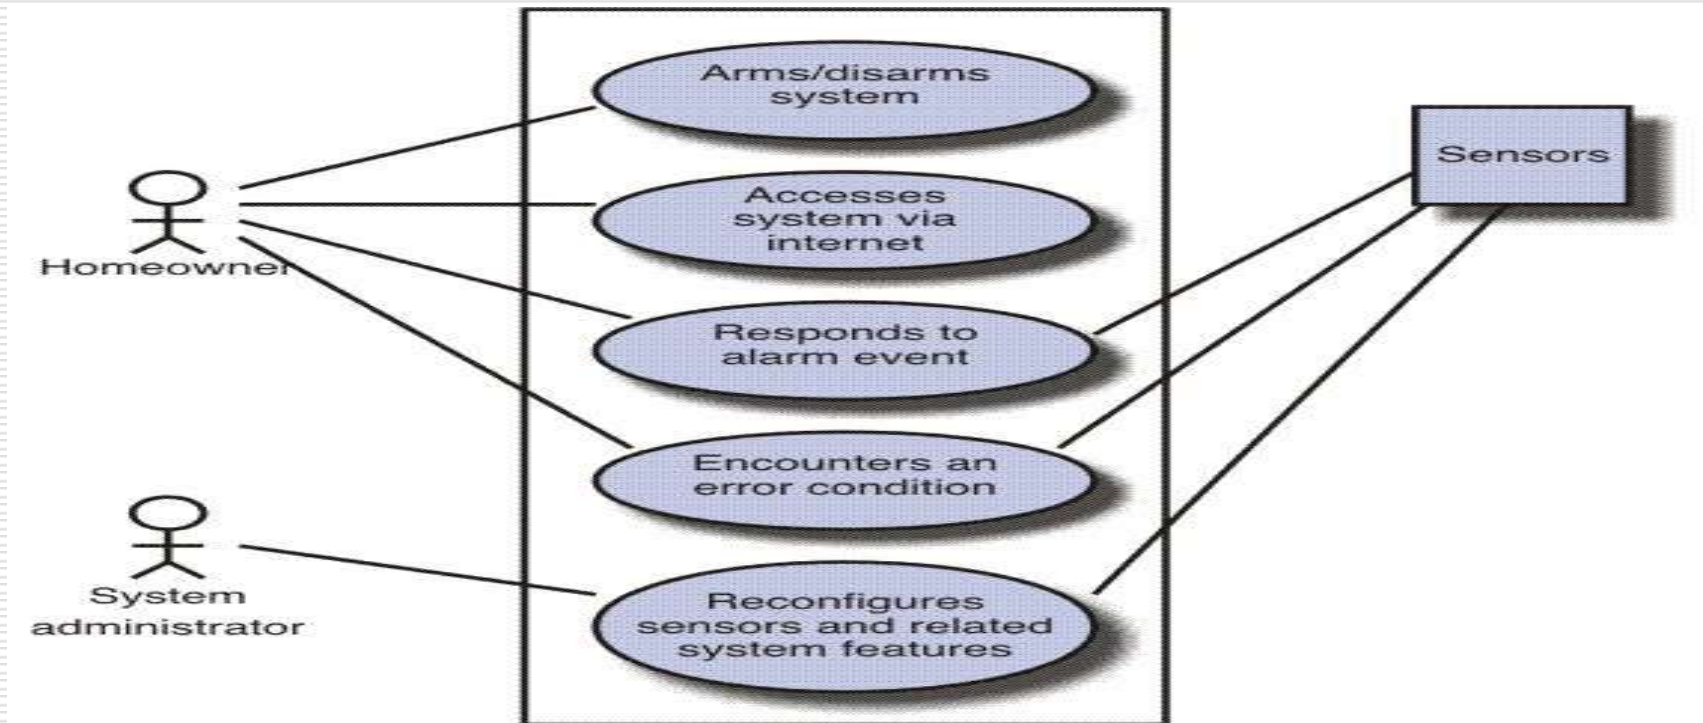 Arms/disarms
system
Sensors
Accesses
system via
internet
Homeowner
Responds to
alarm event
Encounters an
error condition
System
administrator
Reconfigures
sensors and related
system features